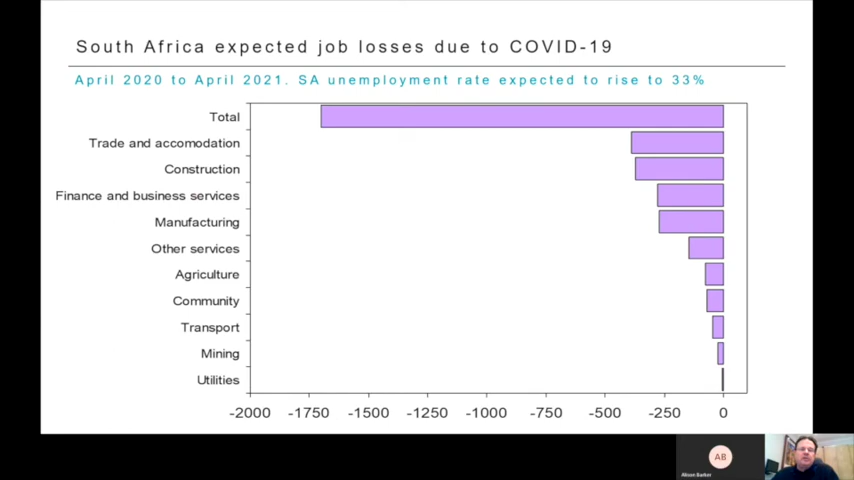 South Africa expected job losses due to COVID-19
April 2020 to April 2021. SA unemployment rate expected to rise to 33%
Total
Trade and accomodation
Construction
Finance and business services
Manufacturing
Other services
Agriculture
Community
Transport
Mining
Utilities
-2000 -1750 -1500 -1250 -1000 -750 -500 -250 0
AB
Alison Barker